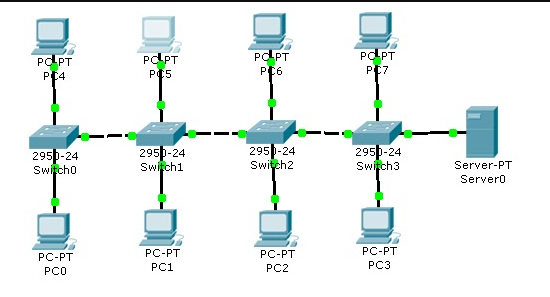 PC-PT
PC4
PC-PT
PC5
PC-PT
PC6
PC-PT
PC7
2950-24
Switch0
2950-24
Switch1
2950-24
Switch2
2950-24
Switch3
Server-PT
Server0
PC-PT
PC0
PC-PT
PC1
PC-PT
PC2
PC-PT
PC3